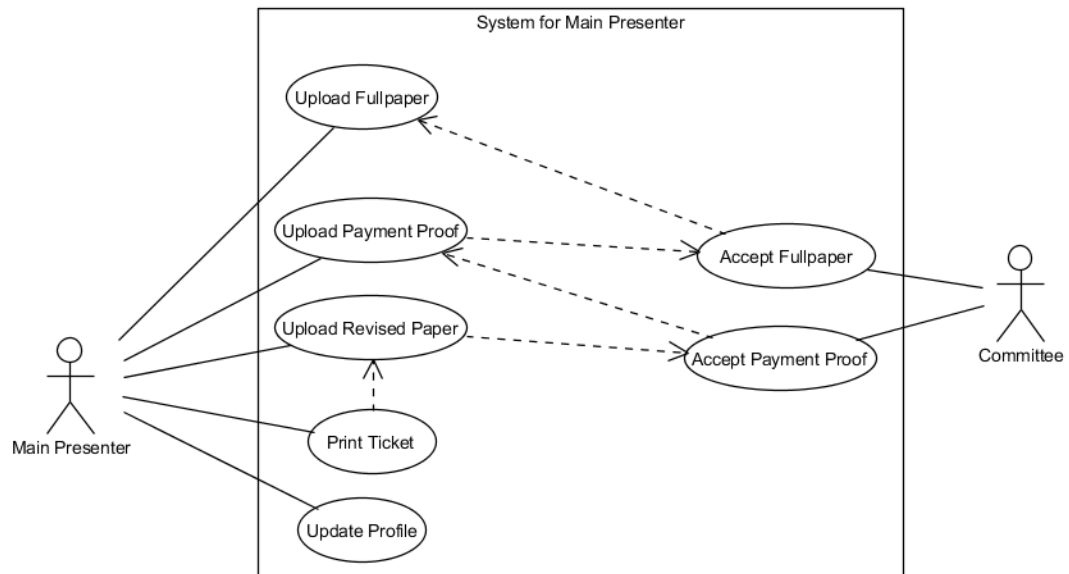 System for Main Presenter
Upload Fullpaper
Upload Payment Proof
Accept Fullpaper
Upload Revised Paper
Accept Payment Proof
Committee
Main Presenter
Print Ticket
Update Profile